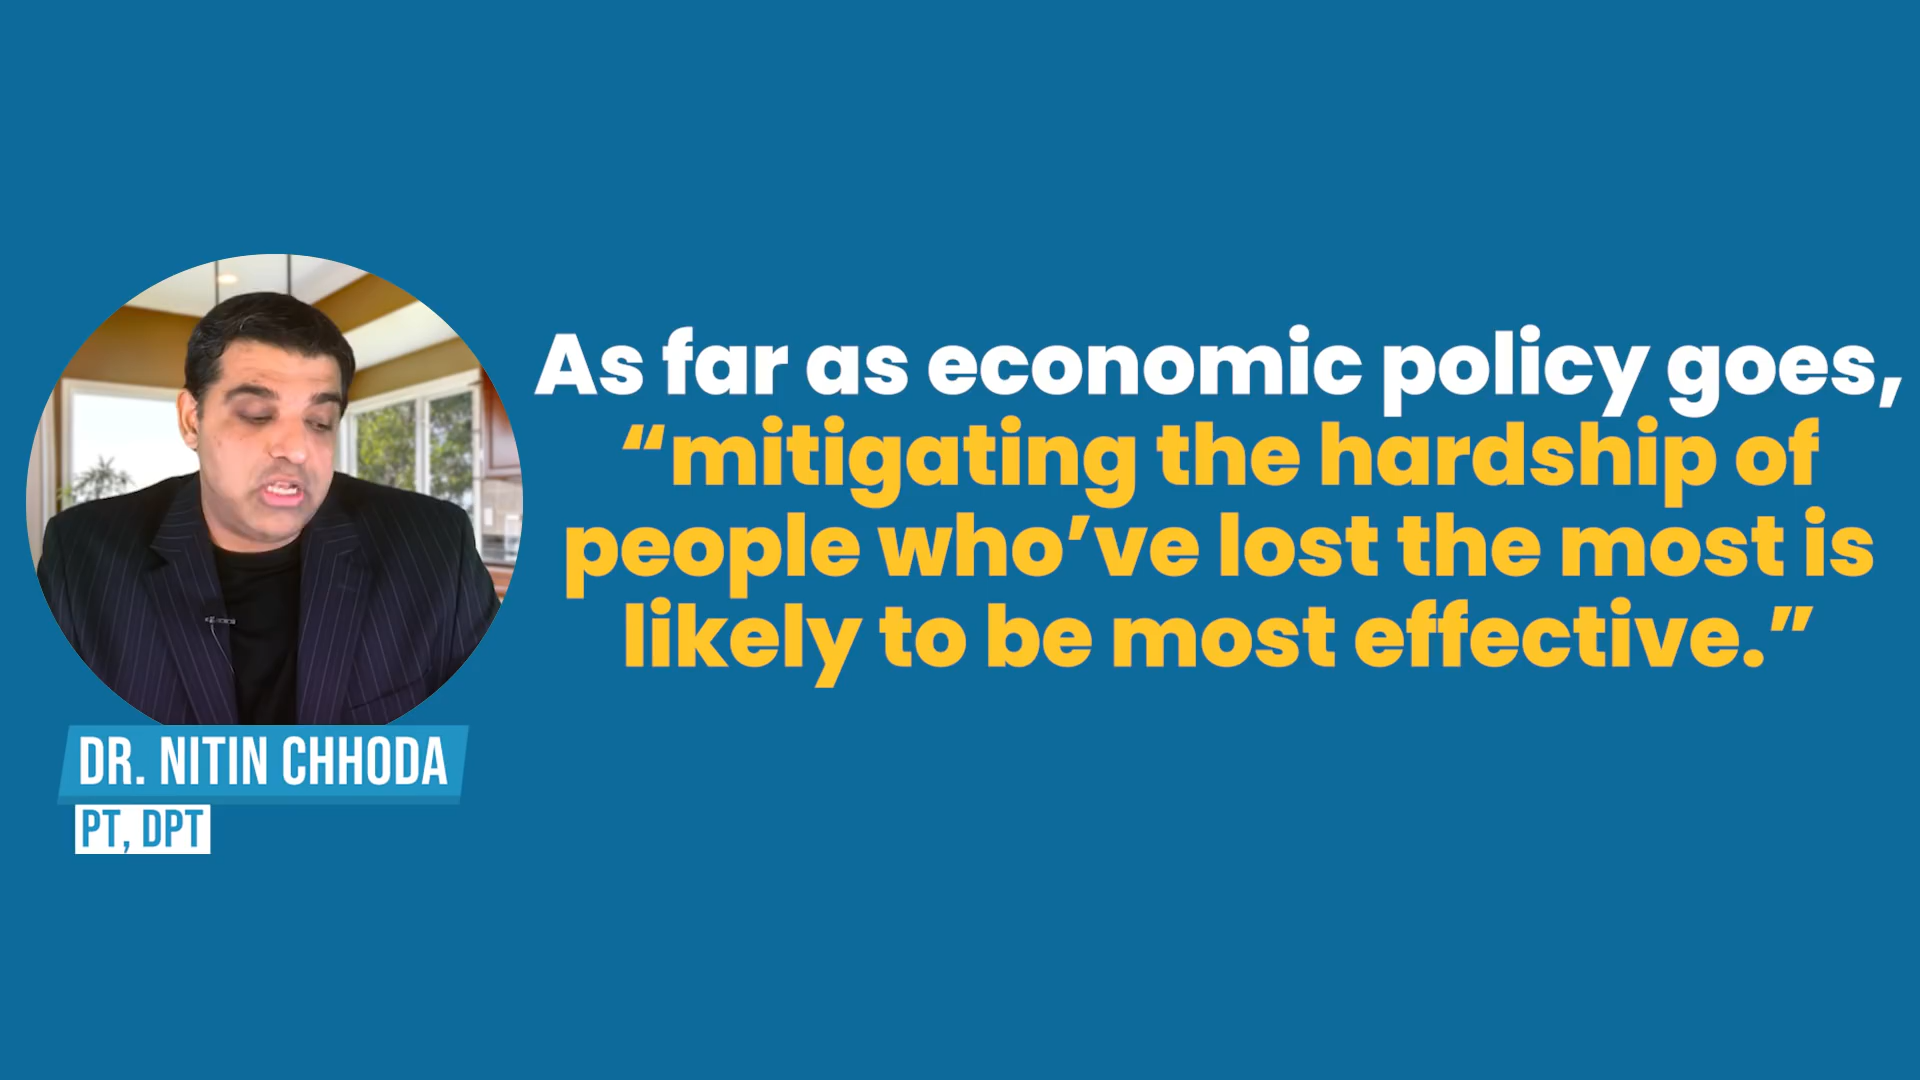 As far as economic policy goes,
“mitigating the hardship of
people who’ve lost the most is
likely to be most effective.”
DR. NITIN CHHODA
PT, DPT